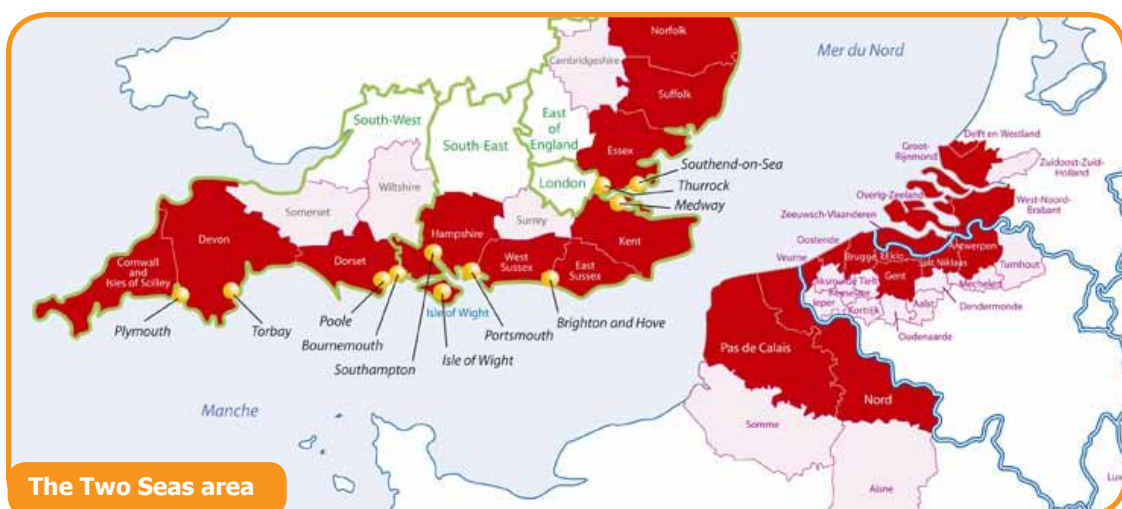 Norfolk
Cambridgeshire
Mer du Nord
Suffolk
South-West
East of
England
South-East
Essex
Delft en Westland
Groot-
Rijnmond
Zuidoost-Zuid-
Holland
Southend-on-Sea
London
Thurrock
Wiltshire
Medway
Overig-Zeeland
West-Noord-
Brabant
Somerset
Surrey
Zeeuwsch-Vlaanderen
Devon
Hampshire
Kent
Oostende
Antwerpen
Veurne
Brugge
Turnhout
Cornwall
and
Isles of Scilley
Dorset
West
Sussex
East
Sussex
Gent
Mechelen
Ieper
Aalst
Dendermonde
Kortrijk
Oudenaarde
Isle of Wight
Plymouth
Torbay
Poole
Bournemouth
Southampton
Isle of Wight
Portsmouth
Brighton and Hove
Pas de Calais
Nord
Manche
Somme
Aisne
The Two Seas area